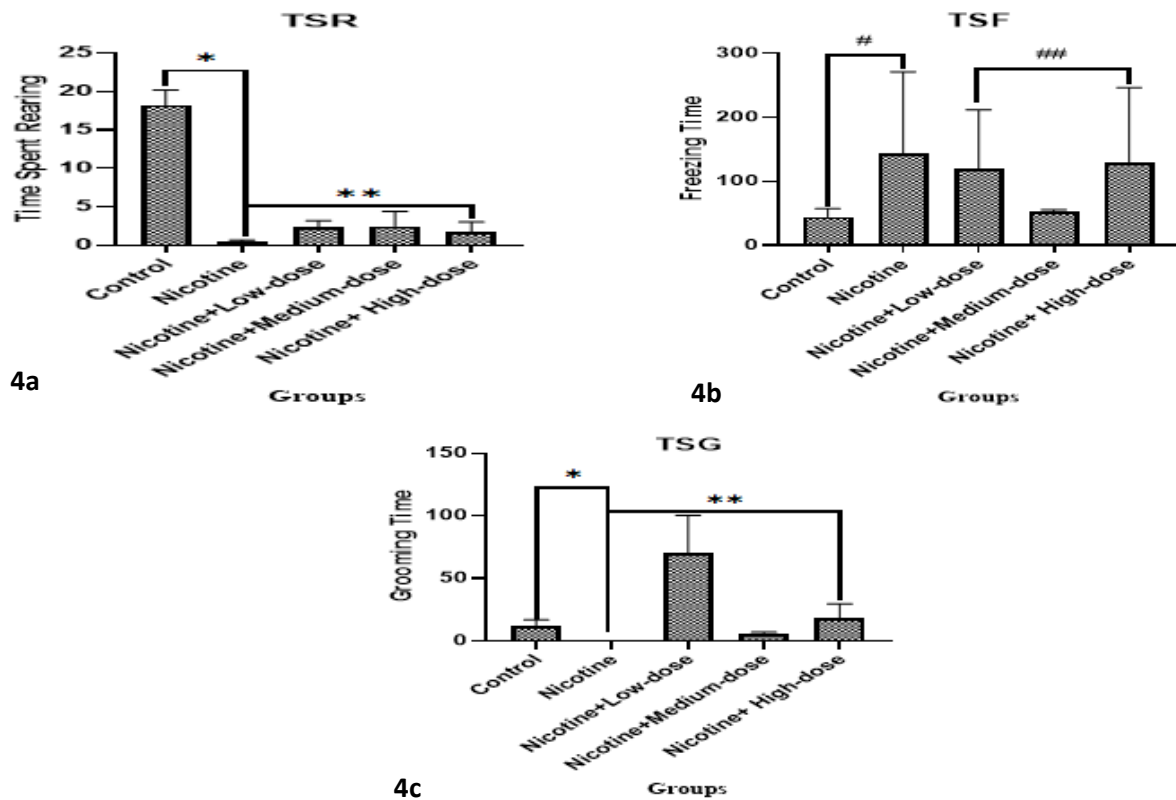 TSR
*
* *
Time Spent Rearing
25
20
15
10
5
0
Control
Nicotine
Nicotine+Low-dose
Nicotine+Medium-dose
Nicotine+ High-dose
4a
Groups
TSF
#
##
Freezing Time
300
200
100
0
Control
Nicotine
Nicotine+Low-dose
Nicotine+Medium-dose
Nicotine+ High-dose
4b
Groups
TSG
*
* *
Grooming Time
150
100
50
0
Control
Nicotine
Nicotine+Low-dose
Nicotine+Medium-dose
Nicotine+ High-dose
4c
Groups